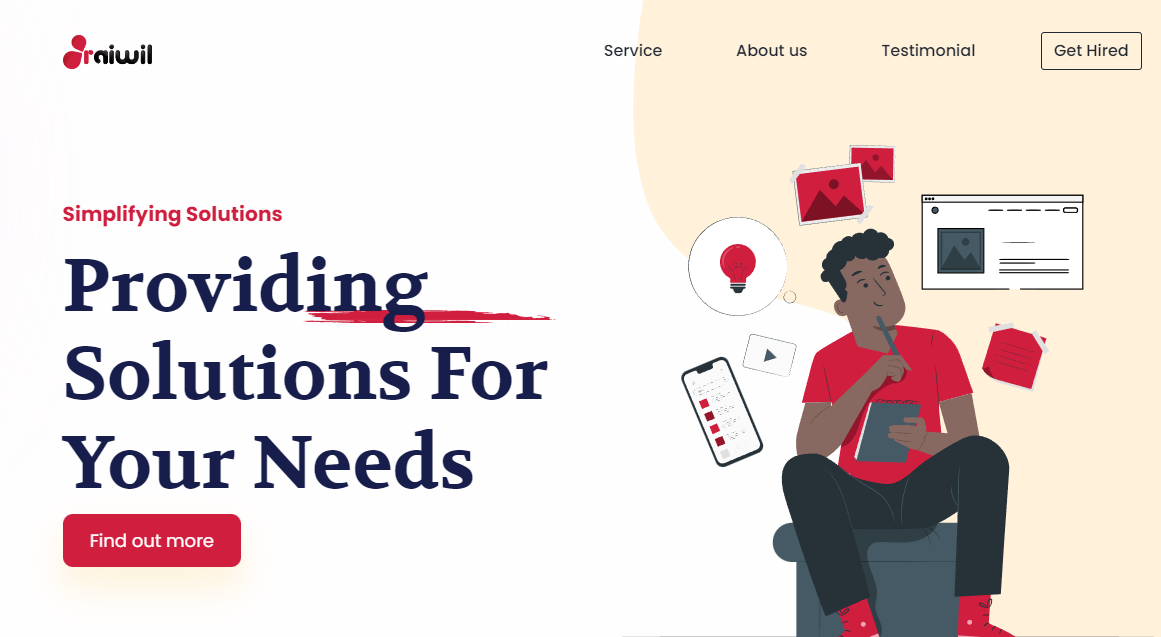 raiwil
Service
About us
Testimonial
Get Hired
Simplifying Solutions
Providing
Solutions For
Your Needs
Find out more